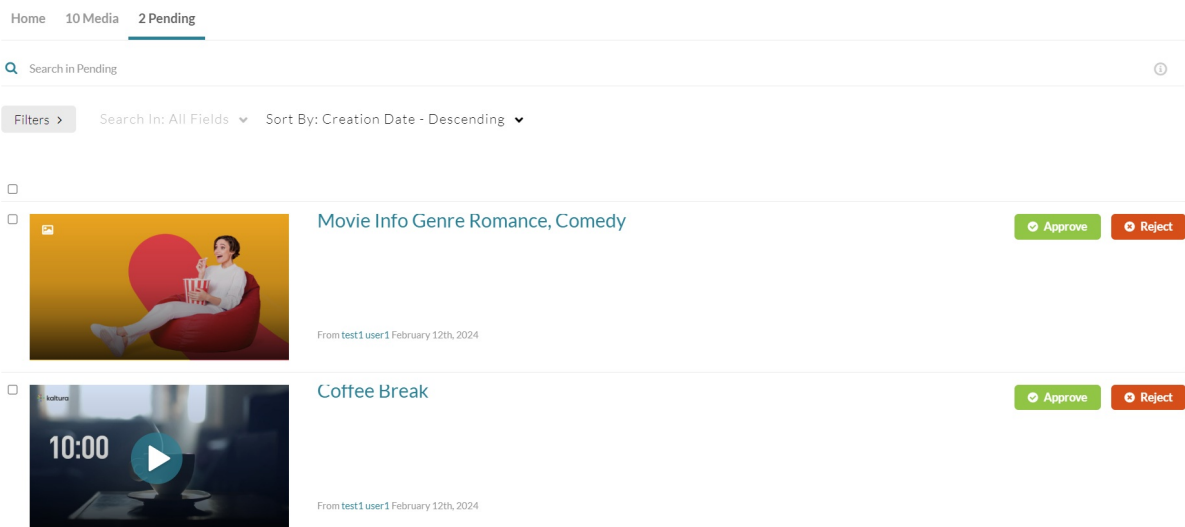 Home 10 Media 2 Pending
Search in Pending
Filters > Search In: All Fields Sort By: Creation Date - Descending
Movie Info Genre Romance, Comedy
Approve Reject
From test1 user1 February 12th, 2024
Coffee Break
Approve Reject
kaltura
10:00
From test1 user1 February 12th, 2024